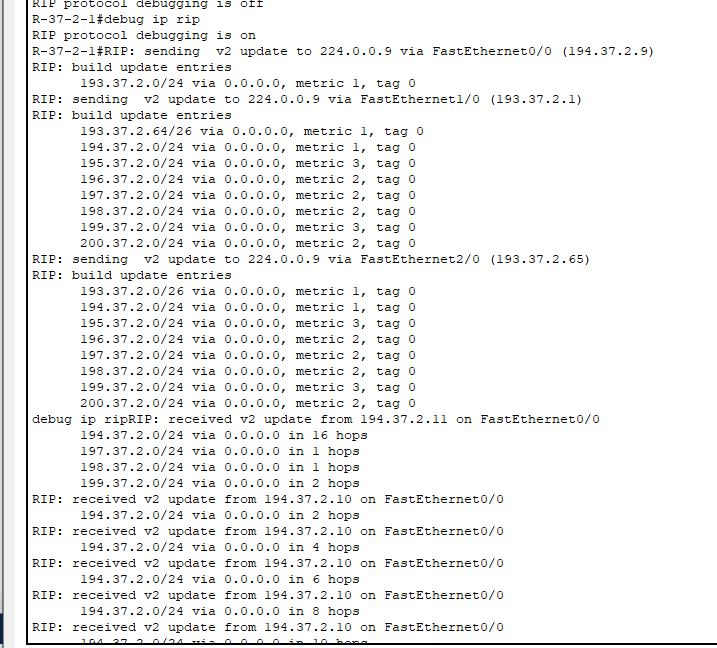 RIP protocol debugging is off
R-37-2-1#debug ip rip
RIP protocol debugging is on
R-37-2-1#RIP: sending  v2 update to 224.0.0.9 via FastEthernet0/0 (194.37.2.9)
RIP: build update entries
      193.37.2.0/24 via 0.0.0.0, metric 1, tag 0
RIP: sending  v2 update to 224.0.0.9 via FastEthernet1/0 (193.37.2.1)
RIP: build update entries
      193.37.2.64/26 via 0.0.0.0, metric 1, tag 0
      194.37.2.0/24 via 0.0.0.0, metric 1, tag 0
      195.37.2.0/24 via 0.0.0.0, metric 3, tag 0
      196.37.2.0/24 via 0.0.0.0, metric 2, tag 0
      197.37.2.0/24 via 0.0.0.0, metric 2, tag 0
      198.37.2.0/24 via 0.0.0.0, metric 2, tag 0
      199.37.2.0/24 via 0.0.0.0, metric 3, tag 0
      200.37.2.0/24 via 0.0.0.0, metric 2, tag 0
RIP: sending  v2 update to 224.0.0.9 via FastEthernet2/0 (193.37.2.65)
RIP: build update entries
      193.37.2.0/26 via 0.0.0.0, metric 1, tag 0
      194.37.2.0/24 via 0.0.0.0, metric 1, tag 0
      195.37.2.0/24 via 0.0.0.0, metric 3, tag 0
      196.37.2.0/24 via 0.0.0.0, metric 2, tag 0
      197.37.2.0/24 via 0.0.0.0, metric 2, tag 0
      198.37.2.0/24 via 0.0.0.0, metric 2, tag 0
      199.37.2.0/24 via 0.0.0.0, metric 3, tag 0
      200.37.2.0/24 via 0.0.0.0, metric 2, tag 0
debug ip ripRIP: received v2 update from 194.37.2.11 on FastEthernet0/0
      194.37.2.0/24 via 0.0.0.0 in 16 hops
      197.37.2.0/24 via 0.0.0.0 in 1 hops
      198.37.2.0/24 via 0.0.0.0 in 1 hops
      199.37.2.0/24 via 0.0.0.0 in 2 hops
RIP: received v2 update from 194.37.2.10 on FastEthernet0/0
      194.37.2.0/24 via 0.0.0.0 in 2 hops
RIP: received v2 update from 194.37.2.10 on FastEthernet0/0
      194.37.2.0/24 via 0.0.0.0 in 4 hops
RIP: received v2 update from 194.37.2.10 on FastEthernet0/0
      194.37.2.0/24 via 0.0.0.0 in 6 hops
RIP: received v2 update from 194.37.2.10 on FastEthernet0/0
      194.37.2.0/24 via 0.0.0.0 in 8 hops
RIP: received v2 update from 194.37.2.10 on FastEthernet0/0
      194.37.2.0/24 via 0.0.0.0 in 10 hops